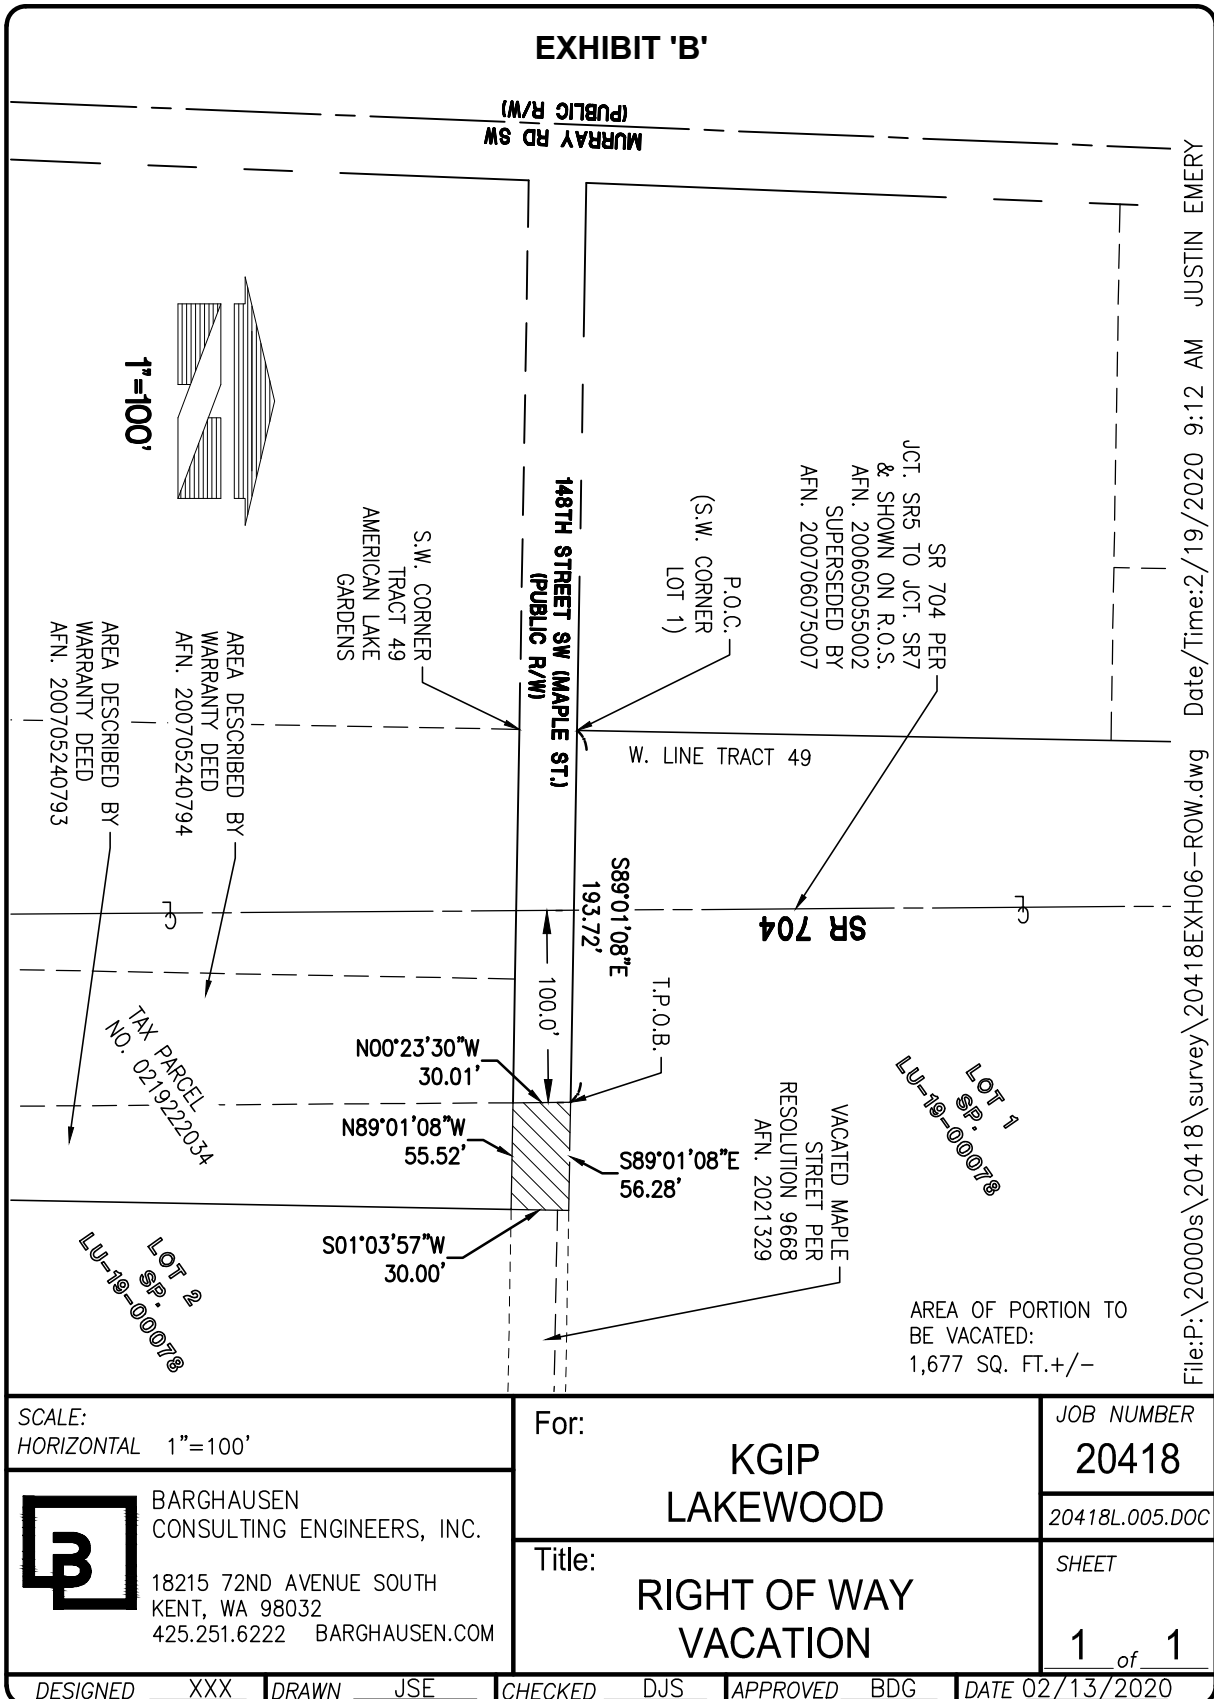 EXHIBIT 'B'
MURRAY RD SW
(PUBLIC R/W)
1"=100'
148TH STREET SW (MAPLE ST.)
(PUBLIC R/W)
S.W. CORNER
TRACT 49
AMERICAN LAKE
GARDENS
P.O.C.
(S.W. CORNER
LOT 1)
SR 704 PER
JCT. SR5 TO JCT. SR7
& SHOWN ON R.O.S.
AFN. 200605055002
SUPERSEDED BY
AFN. 200706075007
AREA DESCRIBED BY
WARRANTY DEED
AFN. 200705240794
AREA DESCRIBED BY
WARRANTY DEED
AFN. 200705240793
W. LINE TRACT 49
S89°01'08"E
193.72'
SR 704
CL
CL
100.0'
T.P.O.B.
TAX PARCEL
NO. 0219222034
N00°23'30"W
30.01'
N89°01'08"W
55.52'
S89°01'08"E
56.28'
S01°03'57"W
30.00'
VACATED MAPLE
STREET PER
RESOLUTION 9668
AFN. 2021329
LOT 1
SP.
LU-19-00078
LOT 2
SP.
LU-19-00078
AREA OF PORTION TO
BE VACATED:
1,677 SQ. FT.+/-
File:P:\20000s\20418\survey\20418EXH06-ROW.dwg Date/Time:2/19/2020 9:12 AM JUSTIN EMERY
SCALE:
HORIZONTAL 1"=100'
B
BARGHAUSEN
CONSULTING ENGINEERS, INC.
18215 72ND AVENUE SOUTH
KENT, WA 98032
425.251.6222 BARGHAUSEN.COM
For:
KGIP
LAKEWOOD
Title:
RIGHT OF WAY
VACATION
JOB NUMBER
20418
20418L.005.DOC
SHEET
1 of 1
DESIGNED XXX DRAWN JSE CHECKED DJS APPROVED BDG DATE 02/13/2020